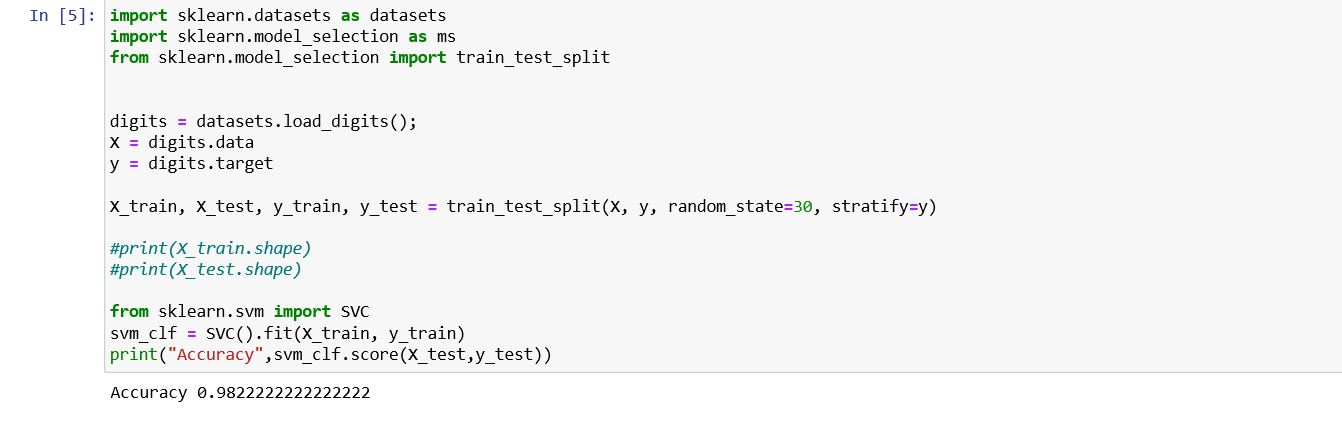 In [5]: import sklearn.datasets as datasets
import sklearn.model_selection as ms
from sklearn.model_selection import train_test_split
digits = datasets.load_digits();
X = digits.data
y = digits.target
X_train, X_test, y_train, y_test = train_test_split(X, y, random_state=30, stratify=y)
#print(X_train.shape)
#print(X_test.shape)
from sklearn.svm import SVC
svm_clf = SVC().fit(X_train, y_train)
print("Accuracy",svm_clf.score(X_test,y_test))
Accuracy 0.9822222222222222